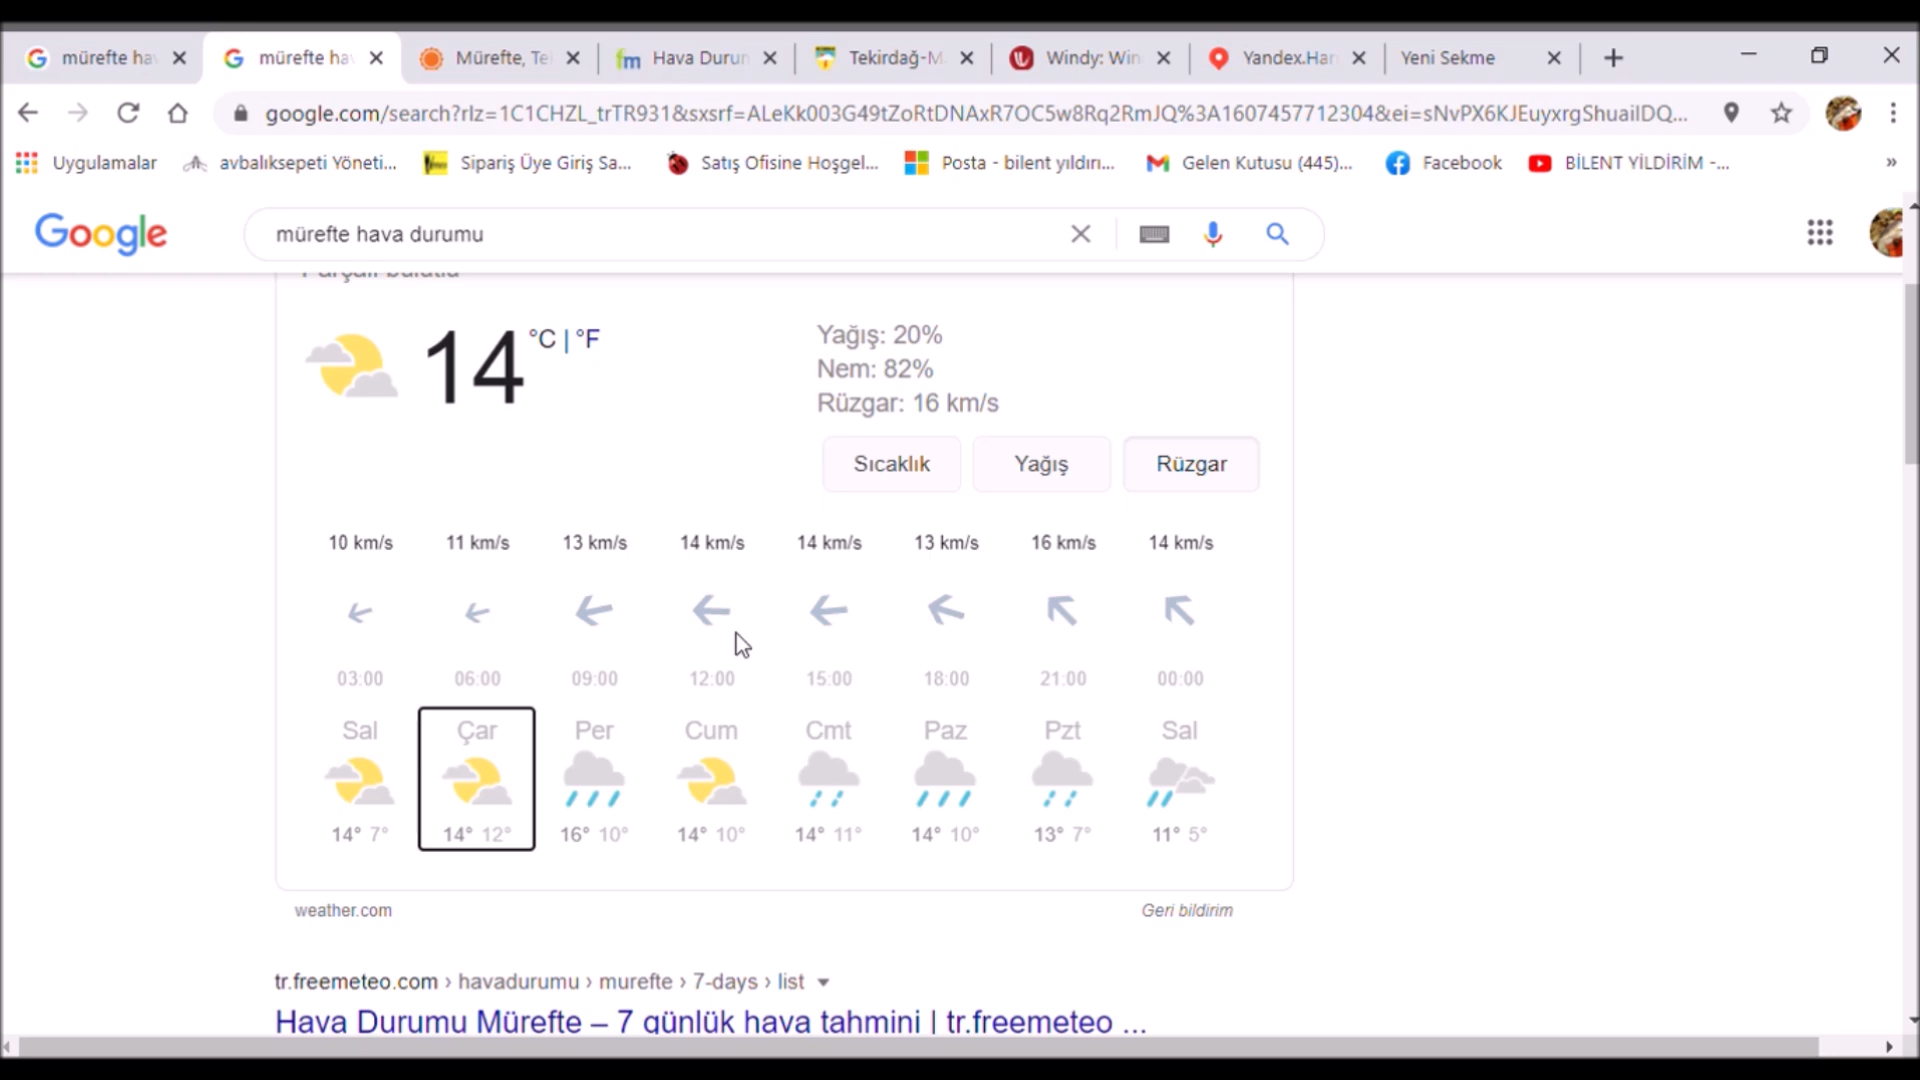 mürefte ha
mürefte ha
Mürefte, Te
fm Hava Durun
Tekirdağ-M
Windy: Win
Yandex.Har
Yeni Sekme
google.com/search?rlz=1C1CHZL_trTR931&sxsrf=ALeKk003G49tZoRtDNAxR7OC5w8Rq2RmJQ%3A1607457712304&ei=sNvPX6KJEuyxrgShuaiIDQ...
Uygulamalar
avbalıksepeti Yöneti...
Sipariş Üye Giriş Sa...
Satış Ofisine Hoşgel...
Posta - bilent yıldırı...
Gelen Kutusu (445)...
Facebook
BİLENT YİLDİRİM -...
»
Google
mürefte hava durumu
Parçalı bulutlu
14 °C | °F
Yağış: 20%
Nem: 82%
Rüzgar: 16 km/s
Sıcaklık Yağış Rüzgar
10 km/s 11 km/s 13 km/s 14 km/s 14 km/s 13 km/s 16 km/s 14 km/s
03:00 06:00 09:00 12:00 15:00 18:00 21:00 00:00
Sal Çar Per Cum Cmt Paz Pzt Sal
14° 7° 14° 12° 16° 10° 14° 10° 14° 11° 14° 10° 13° 7° 11° 5°
weather.com
Geri bildirim
tr.freemeteo.com › havadurumu › murefte › 7-days › list
Hava Durumu Mürefte – 7 günlük hava tahmini | tr.freemeteo ...